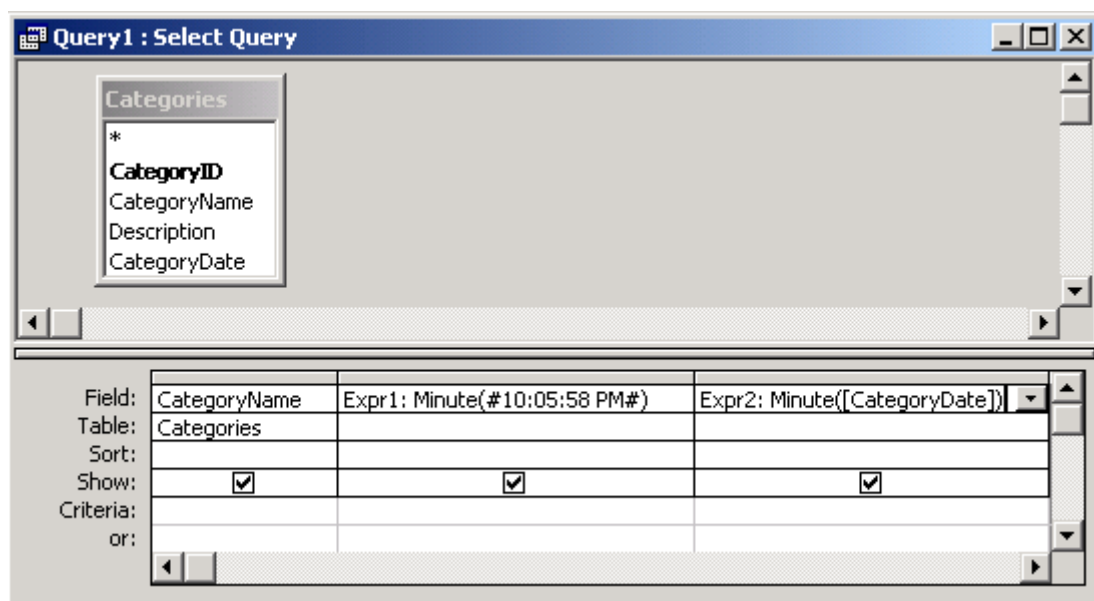 Query1 : Select Query
Categories
*
CategoryID
CategoryName
Description
CategoryDate
Field: CategoryName Expr1: Minute(#10:05:58 PM#) Expr2: Minute([CategoryDate])
Table: Categories
Sort:
Show:
Criteria:
or: